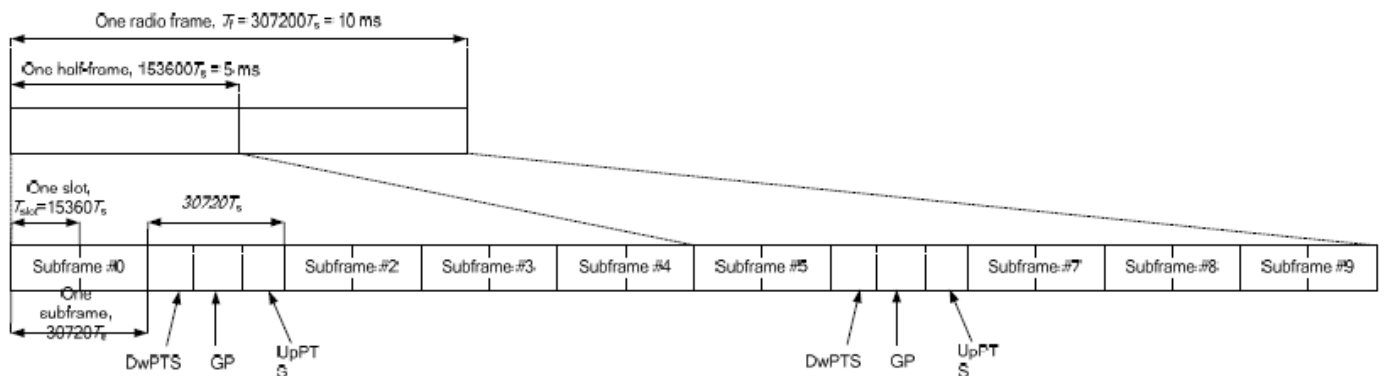 One radio frame, Tf = 307200Ts = 10 ms
One half-frame, 153600Ts = 5 ms
One slot,
Tslot=15360Ts
30720Ts
Subframe #0
Subframe #2
Subframe #3
Subframe #4
Subframe #5
Subframe #7
Subframe #8
Subframe #9
One
subframe,
30720Ts
DwPTS
GP
UpPT
S
DwPTS
GP
UpPT
S